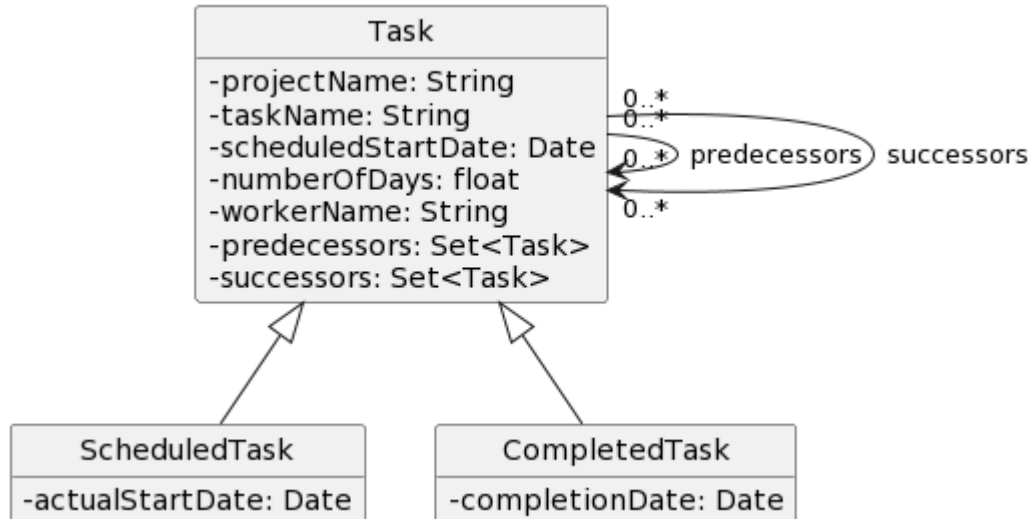 Task
-projectName: String
-taskName: String
-scheduledStartDate: Date
-numberOfDays: float
-workerName: String
-predecessors: Set<Task>
-successors: Set<Task>
0..*
0..*
0..*
predecessors
successors
0..*
ScheduledTask
-actualStartDate: Date
CompletedTask
-completionDate: Date